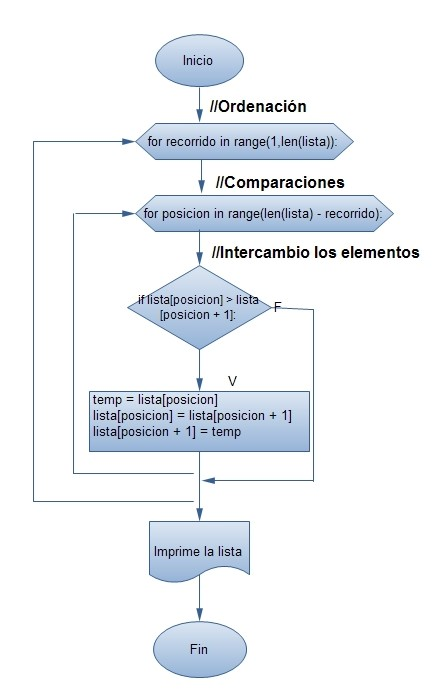 Inicio
//Ordenación
for recorrido in range(1,len(lista)):
//Comparaciones
for posicion in range(len(lista) - recorrido):
//Intercambio los elementos
if lista[posicion] > lista
[posicion + 1]:
F
V
temp = lista[posicion]
lista[posicion] = lista[posicion + 1]
lista[posicion + 1] = temp
Imprime la lista
Fin